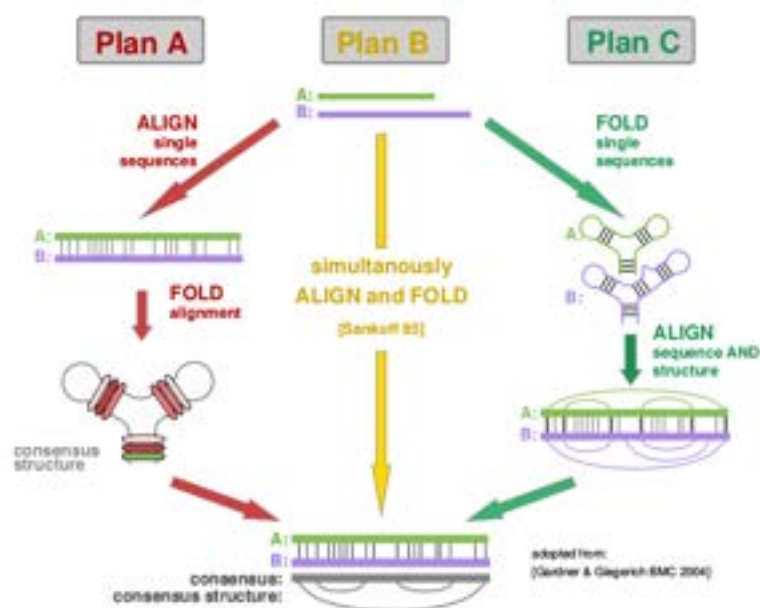 Plan A
Plan B
Plan C
A:
B:
ALIGN
single
sequences
FOLD
single
sequences
A:
B:
FOLD
alignment
simultanously
ALIGN and FOLD
[Sankoff 85]
A:
B:
ALIGN
sequence AND
structure
consensus
structure
A:
B:
A:
B:
consensus:
consensus structure:
adopted from:
[Gardner & Giegerich BMC 2004]